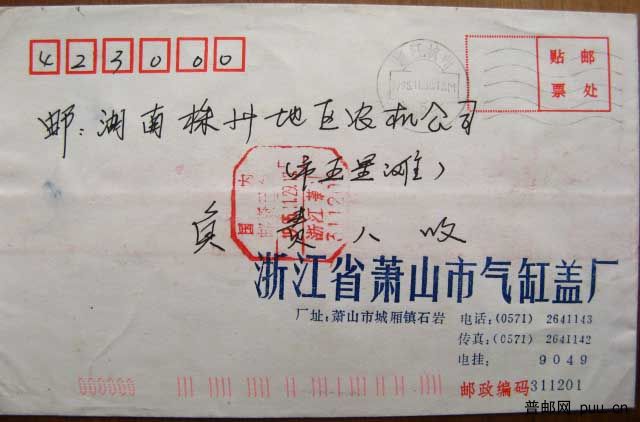 423000
贴邮
票处
邮：湖南株州地区农机公司
（市五里滩）
负责人收
浙江省萧山市气缸盖厂
厂址：萧山市城厢镇石岩
电话：(0571) 2641143
传真：(0571) 2641142
电挂： 9049
邮政编码311201
普邮网 puu.cn